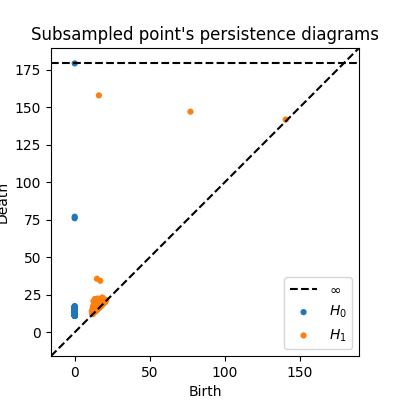 Subsampled point's persistence diagrams
175
150
125
100
75
50
25
0
Death
0
50
100
150
Birth
∞
H₀
H₁